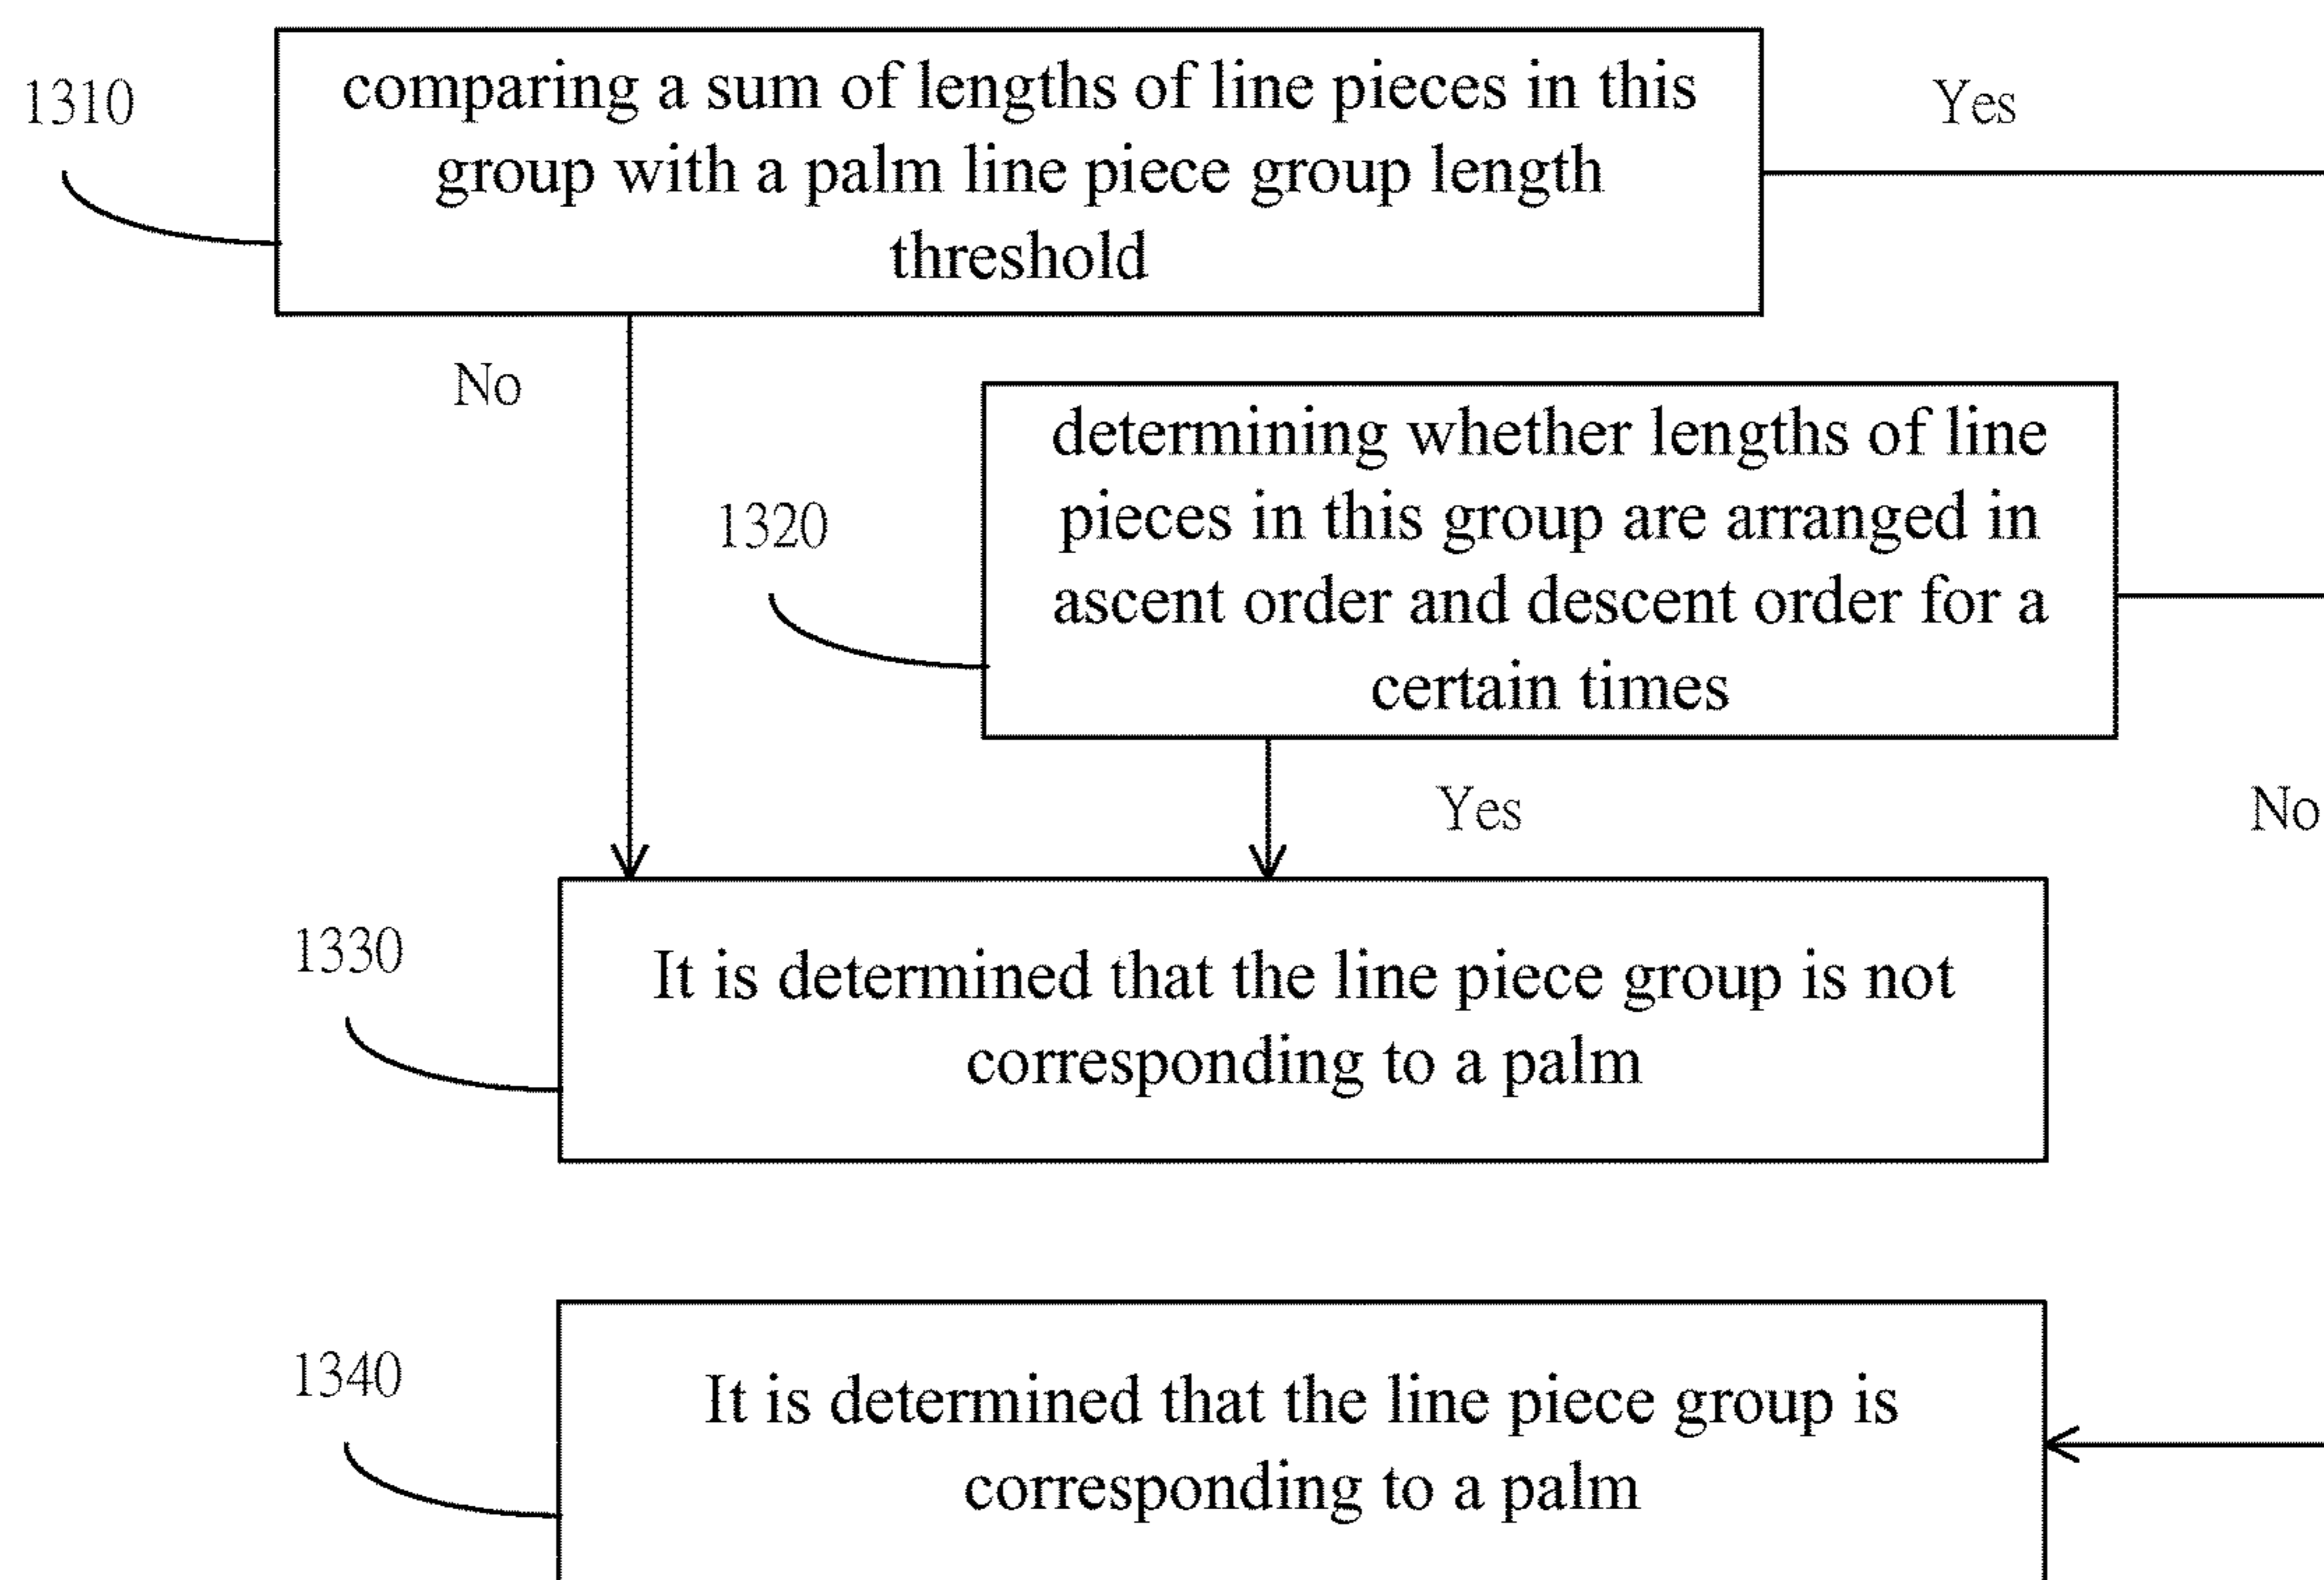 1310
comparing a sum of lengths of line pieces in this
group with a palm line piece group length
threshold
Yes
No
1320
determining whether lengths of line
pieces in this group are arranged in
ascent order and descent order for a
certain times
Yes
No
1330
It is determined that the line piece group is not
corresponding to a palm
1340
It is determined that the line piece group is
corresponding to a palm